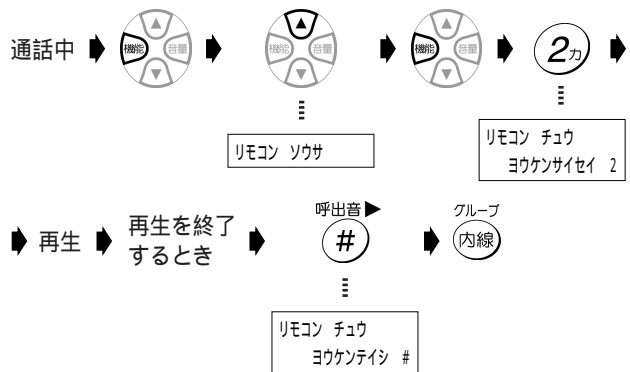 通話中
機能 音量
機能 音量
機能 音量
2カ
リモコン ソウサ
リモコン チュウ
ヨウケンサイセイ 2
再生
再生を終了
するとき
呼出音▶
#
グループ
内線
リモコン チュウ
ヨウケンテイシ #